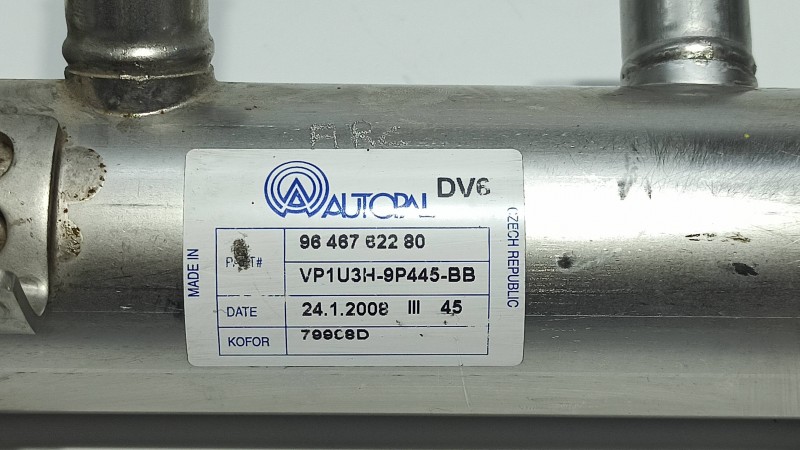 AUTOPAL DV6
MADE IN
CZECH REPUBLIC
PART# 96 467 622 80
VP1U3H-9P445-BB
DATE 24.1.2008 III 45
KOFOR